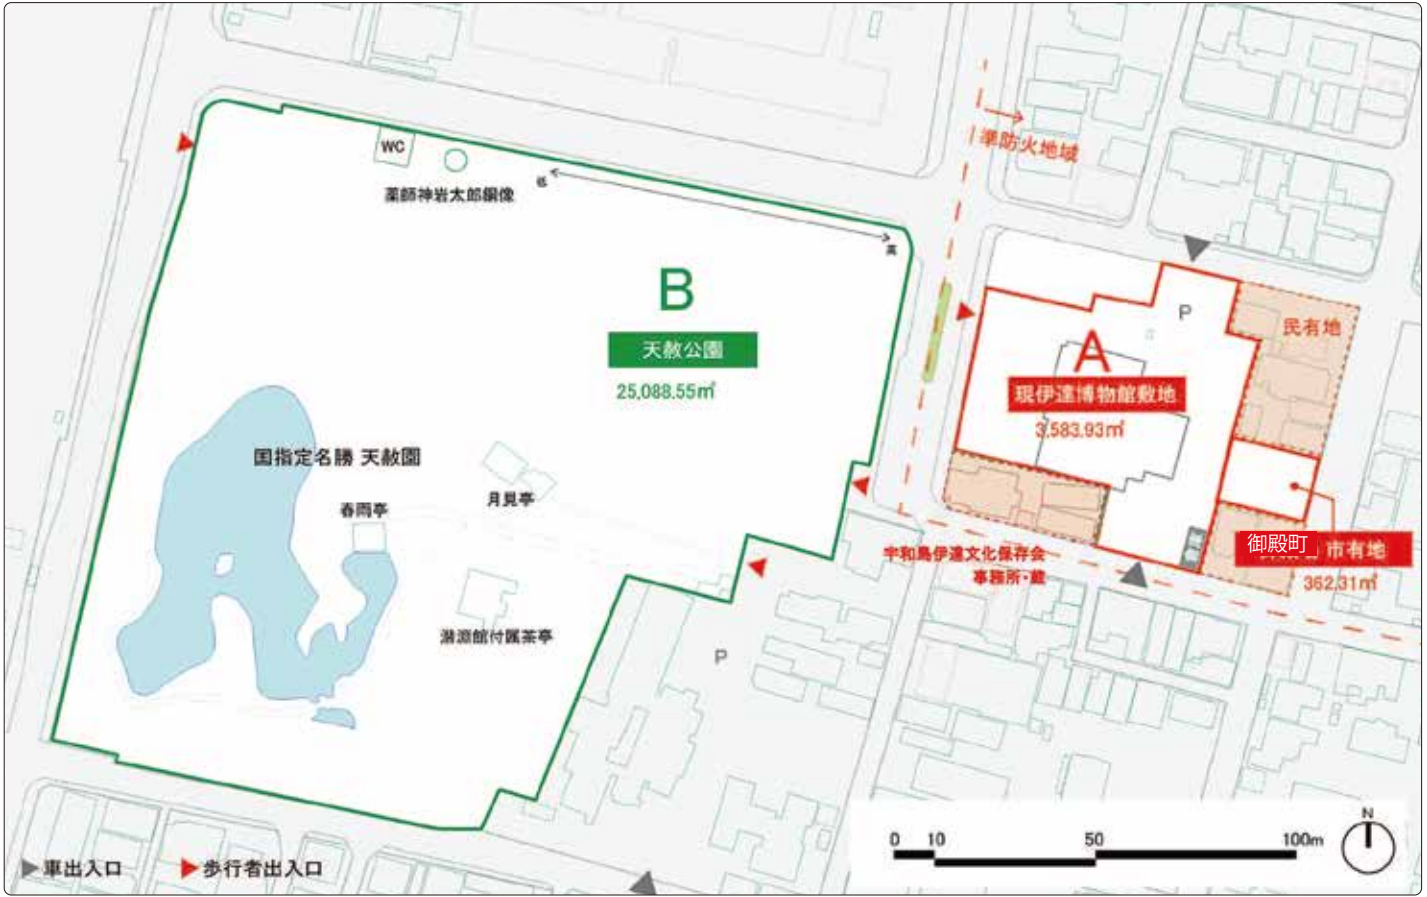 WC
薬師神岩太郎銅像
低
高
準防火地域
B
天赦公園
25,088.55㎡
P
民有地
A
現伊達博物館敷地
3,583.93㎡
国指定名勝 天赦園
月見亭
春雨亭
御殿町
市有地
362.31㎡
宇和島伊達文化保存会
事務所・蔵
潜淵館付属茶亭
P
N
0 10 50 100m
車出入口
歩行者出入口